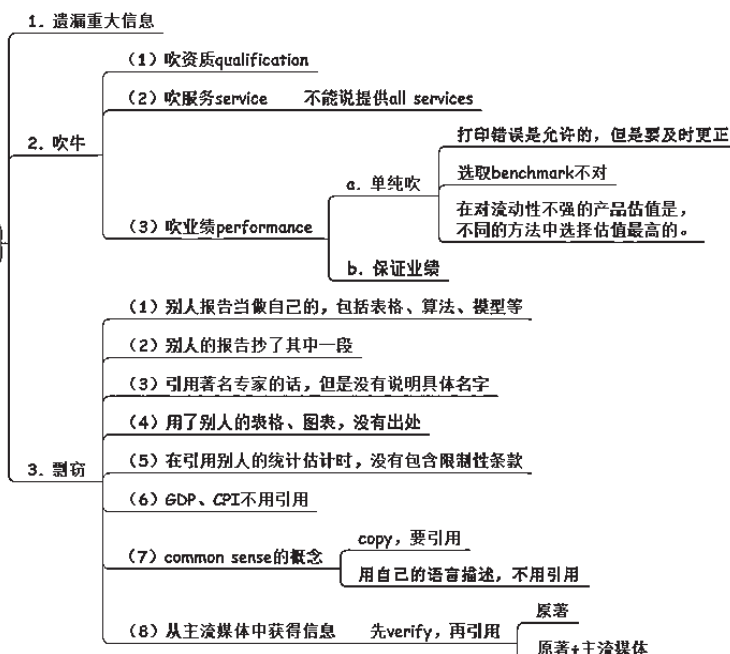 1. 遗漏重大信息
2. 吹牛
（1）吹资质qualification
（2）吹服务service 不能说提供all services
（3）吹业绩performance
a. 单纯吹
打印错误是允许的，但是要及时更正
选取benchmark不对
在对流动性不强的产品估值是，
不同的方法中选择估值最高的。
b. 保证业绩
3. 剽窃
（1）别人报告当做自己的，包括表格、算法、模型等
（2）别人的报告抄了其中一段
（3）引用著名专家的话，但是没有说明具体名字
（4）用了别人的表格、图表，没有出处
（5）在引用别人的统计估计时，没有包含限制性条款
（6）GDP、CPI不用引用
（7）common sense的概念
copy，要引用
用自己的语言描述，不用引用
（8）从主流媒体中获得信息 先verify，再引用
原著
原著+主流媒体